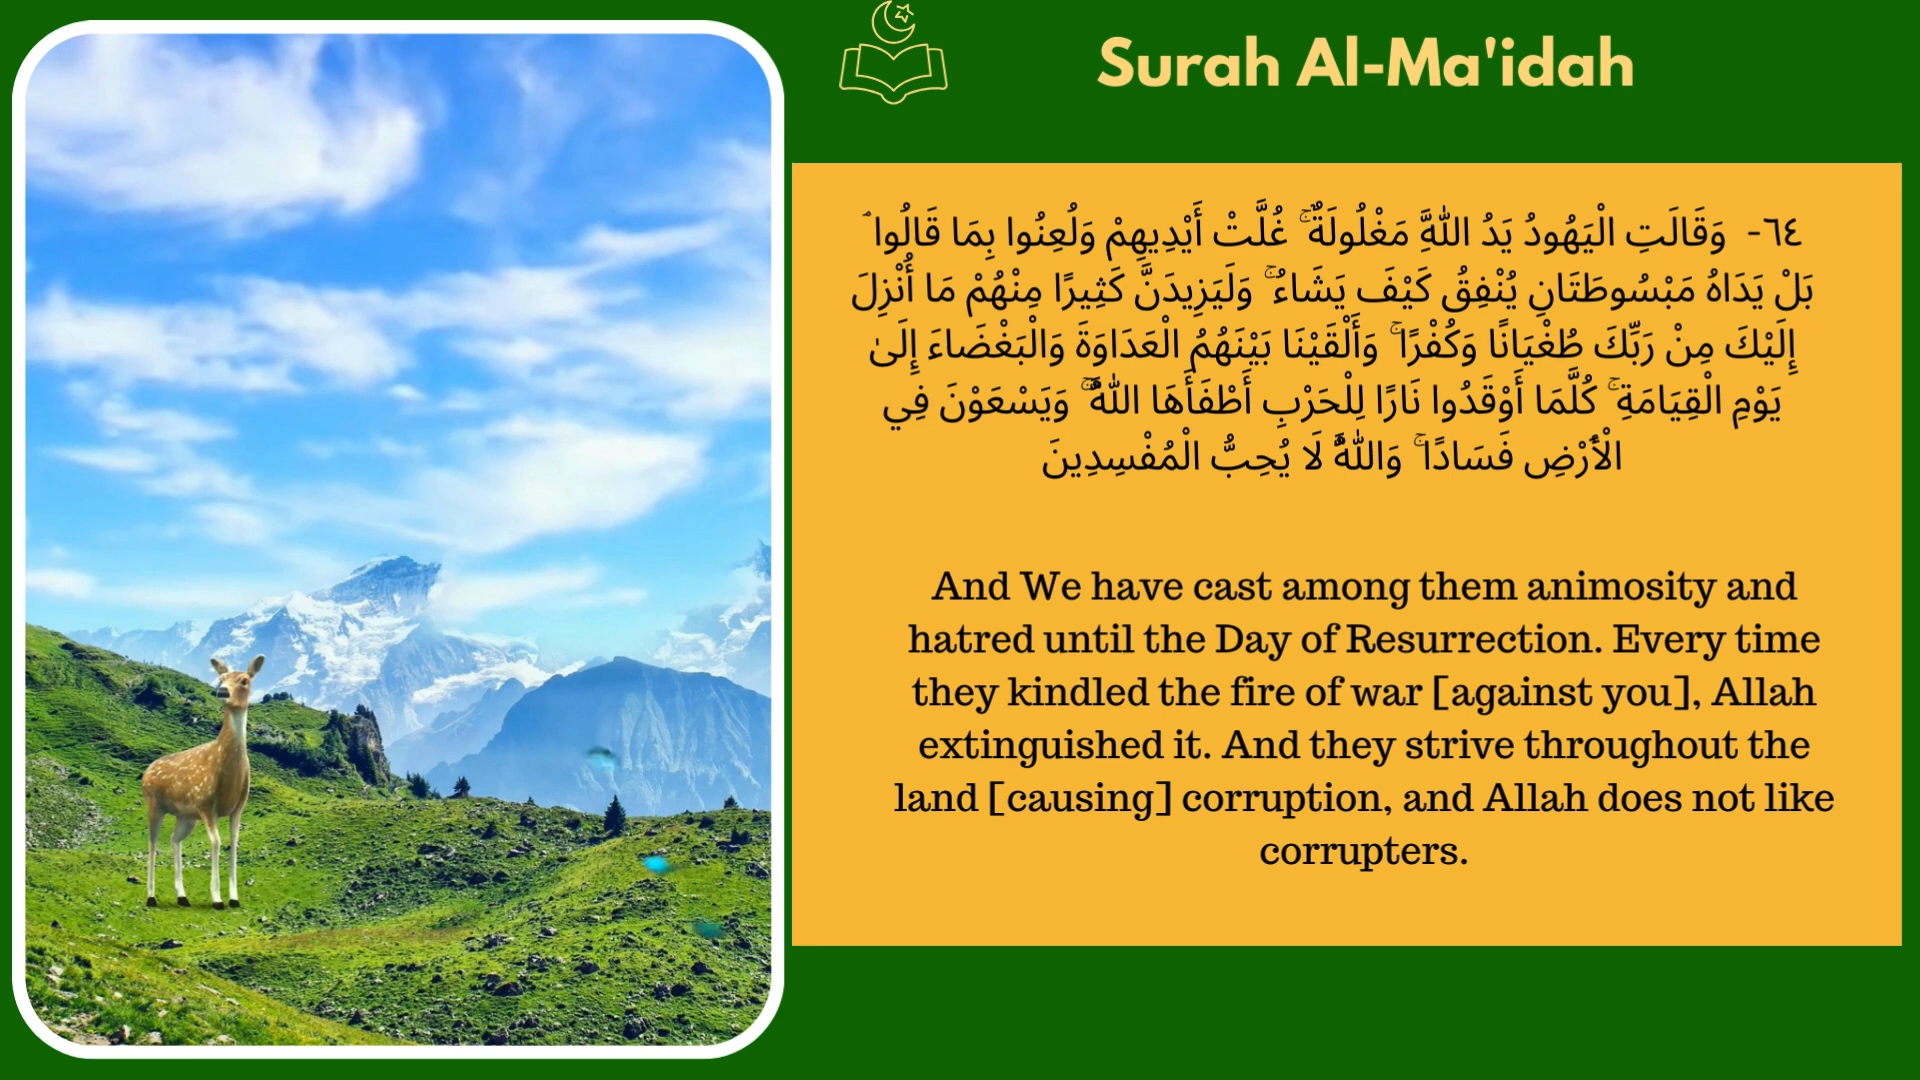 Surah Al-Ma'idah
٦٤- وَقَالَتِ الْيَهُودُ يَدُ اللَّهِ مَغْلُولَةٌ ۚ غُلَّتْ أَيْدِيهِمْ وَلُعِنُوا بِمَا قَالُوا ۘ
بَلْ يَدَاهُ مَبْسُوطَتَانِ يُنْفِقُ كَيْفَ يَشَاءُ ۚ وَلَيَزِيدَنَّ كَثِيرًا مِنْهُمْ مَا أُنْزِلَ
إِلَيْكَ مِنْ رَبِّكَ طُغْيَانًا وَكُفْرًا ۚ وَأَلْقَيْنَا بَيْنَهُمُ الْعَدَاوَةَ وَالْبَغْضَاءَ إِلَىٰ
يَوْمِ الْقِيَامَةِ ۚ كُلَّمَا أَوْقَدُوا نَارًا لِلْحَرْبِ أَطْفَأَهَا اللَّهُ ۚ وَيَسْعَوْنَ فِي
الْأَرْضِ فَسَادًا ۚ وَاللَّهُ لَا يُحِبُّ الْمُفْسِدِينَ
And We have cast among them animosity and
hatred until the Day of Resurrection. Every time
they kindled the fire of war [against you], Allah
extinguished it. And they strive throughout the
land [causing] corruption, and Allah does not like
corrupters.